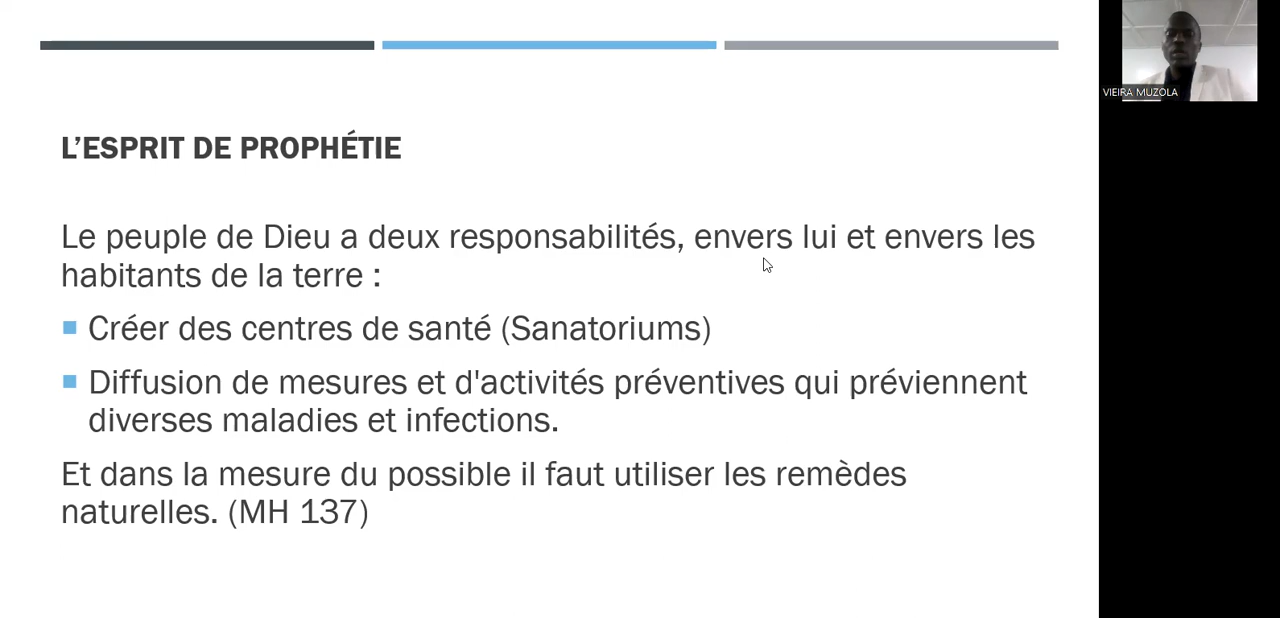 L’ESPRIT DE PROPHÉTIE
Le peuple de Dieu a deux responsabilités, envers lui et envers les
habitants de la terre :
Créer des centres de santé (Sanatoriums)
Diffusion de mesures et d'activités préventives qui préviennent
diverses maladies et infections.
Et dans la mesure du possible il faut utiliser les remèdes
naturelles. (MH 137)
VIEIRA MUZOLA